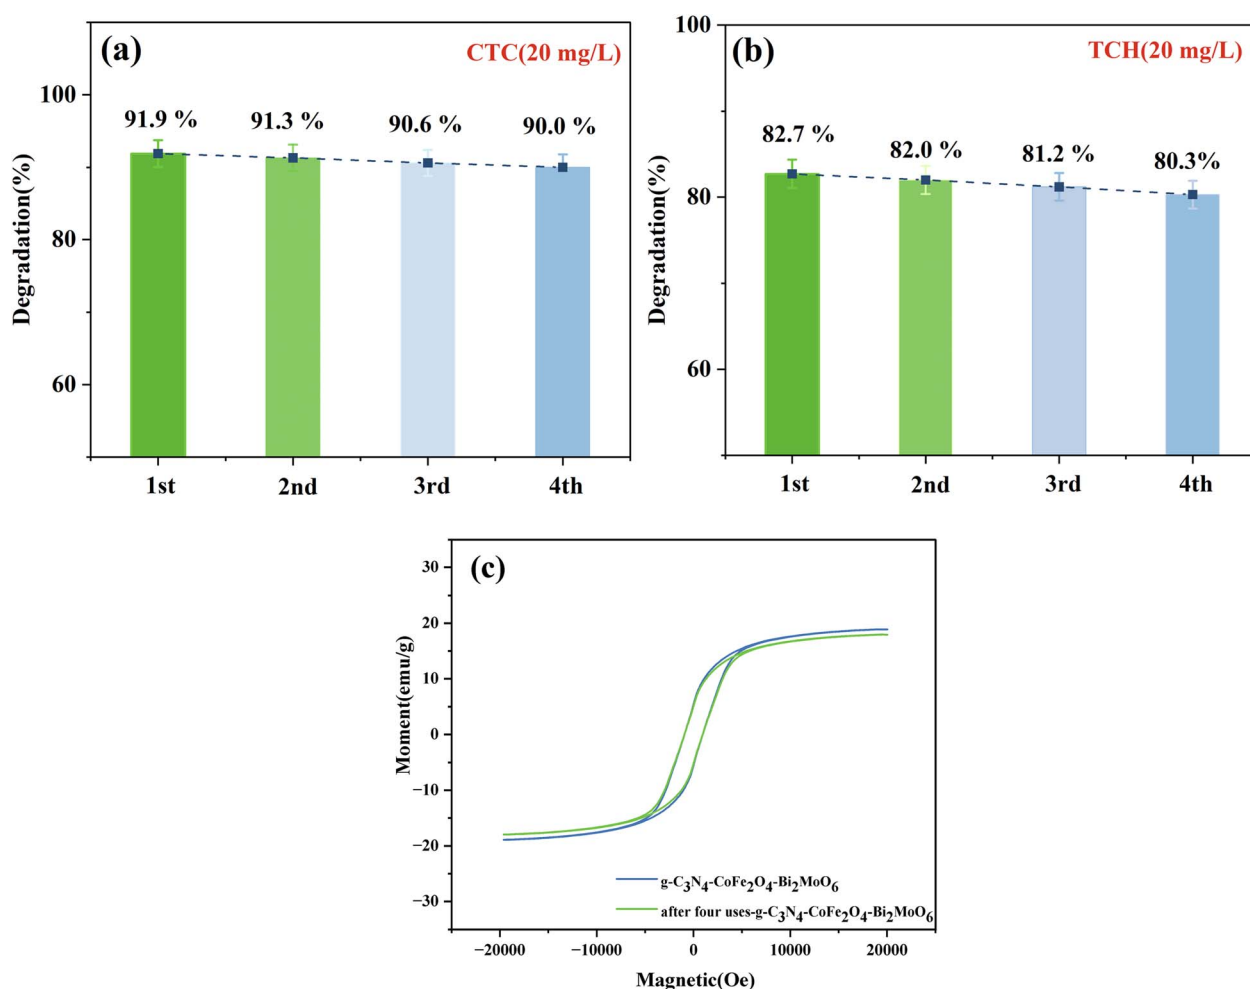 (a)
CTC(20 mg/L)
100
80
60
Degradation(%)
91.9 %
91.3 %
90.6 %
90.0 %
1st
2nd
3rd
4th
(b)
TCH(20 mg/L)
100
80
60
Degradation(%)
82.7 %
82.0 %
81.2 %
80.3%
1st
2nd
3rd
4th
(c)
30
20
10
0
−10
−20
−30
Moment(emu/g)
g-C₃N₄-CoFe₂O₄-Bi₂MoO₆
after four uses-g-C₃N₄-CoFe₂O₄-Bi₂MoO₆
−20000
−10000
0
10000
20000
Magnetic(Oe)